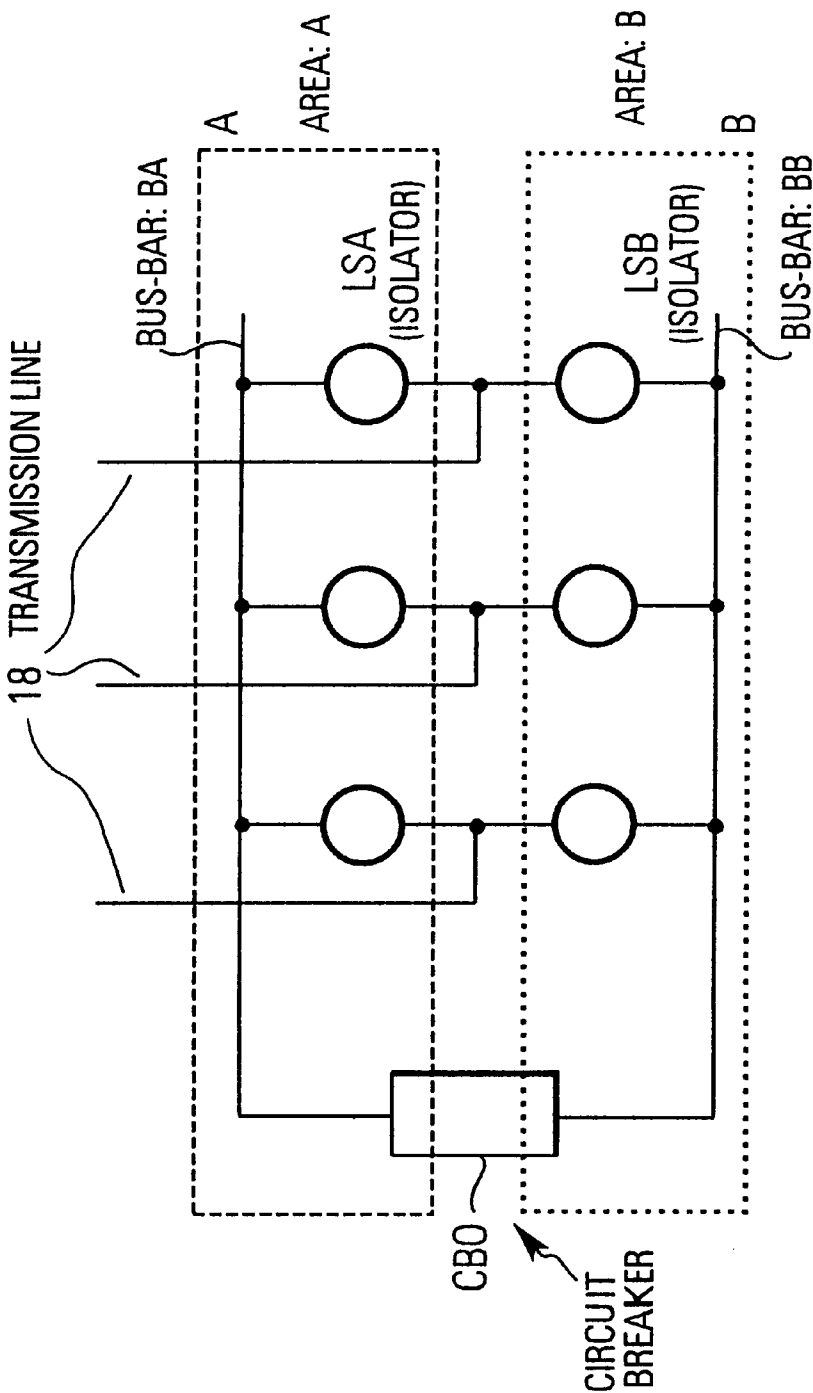 18 TRANSMISSION LINE
BUS-BAR: BA
A
AREA: A
LSA
(ISOLATOR)
CBO
CIRCUIT
BREAKER
LSB
(ISOLATOR)
AREA: B
B
BUS-BAR: BB